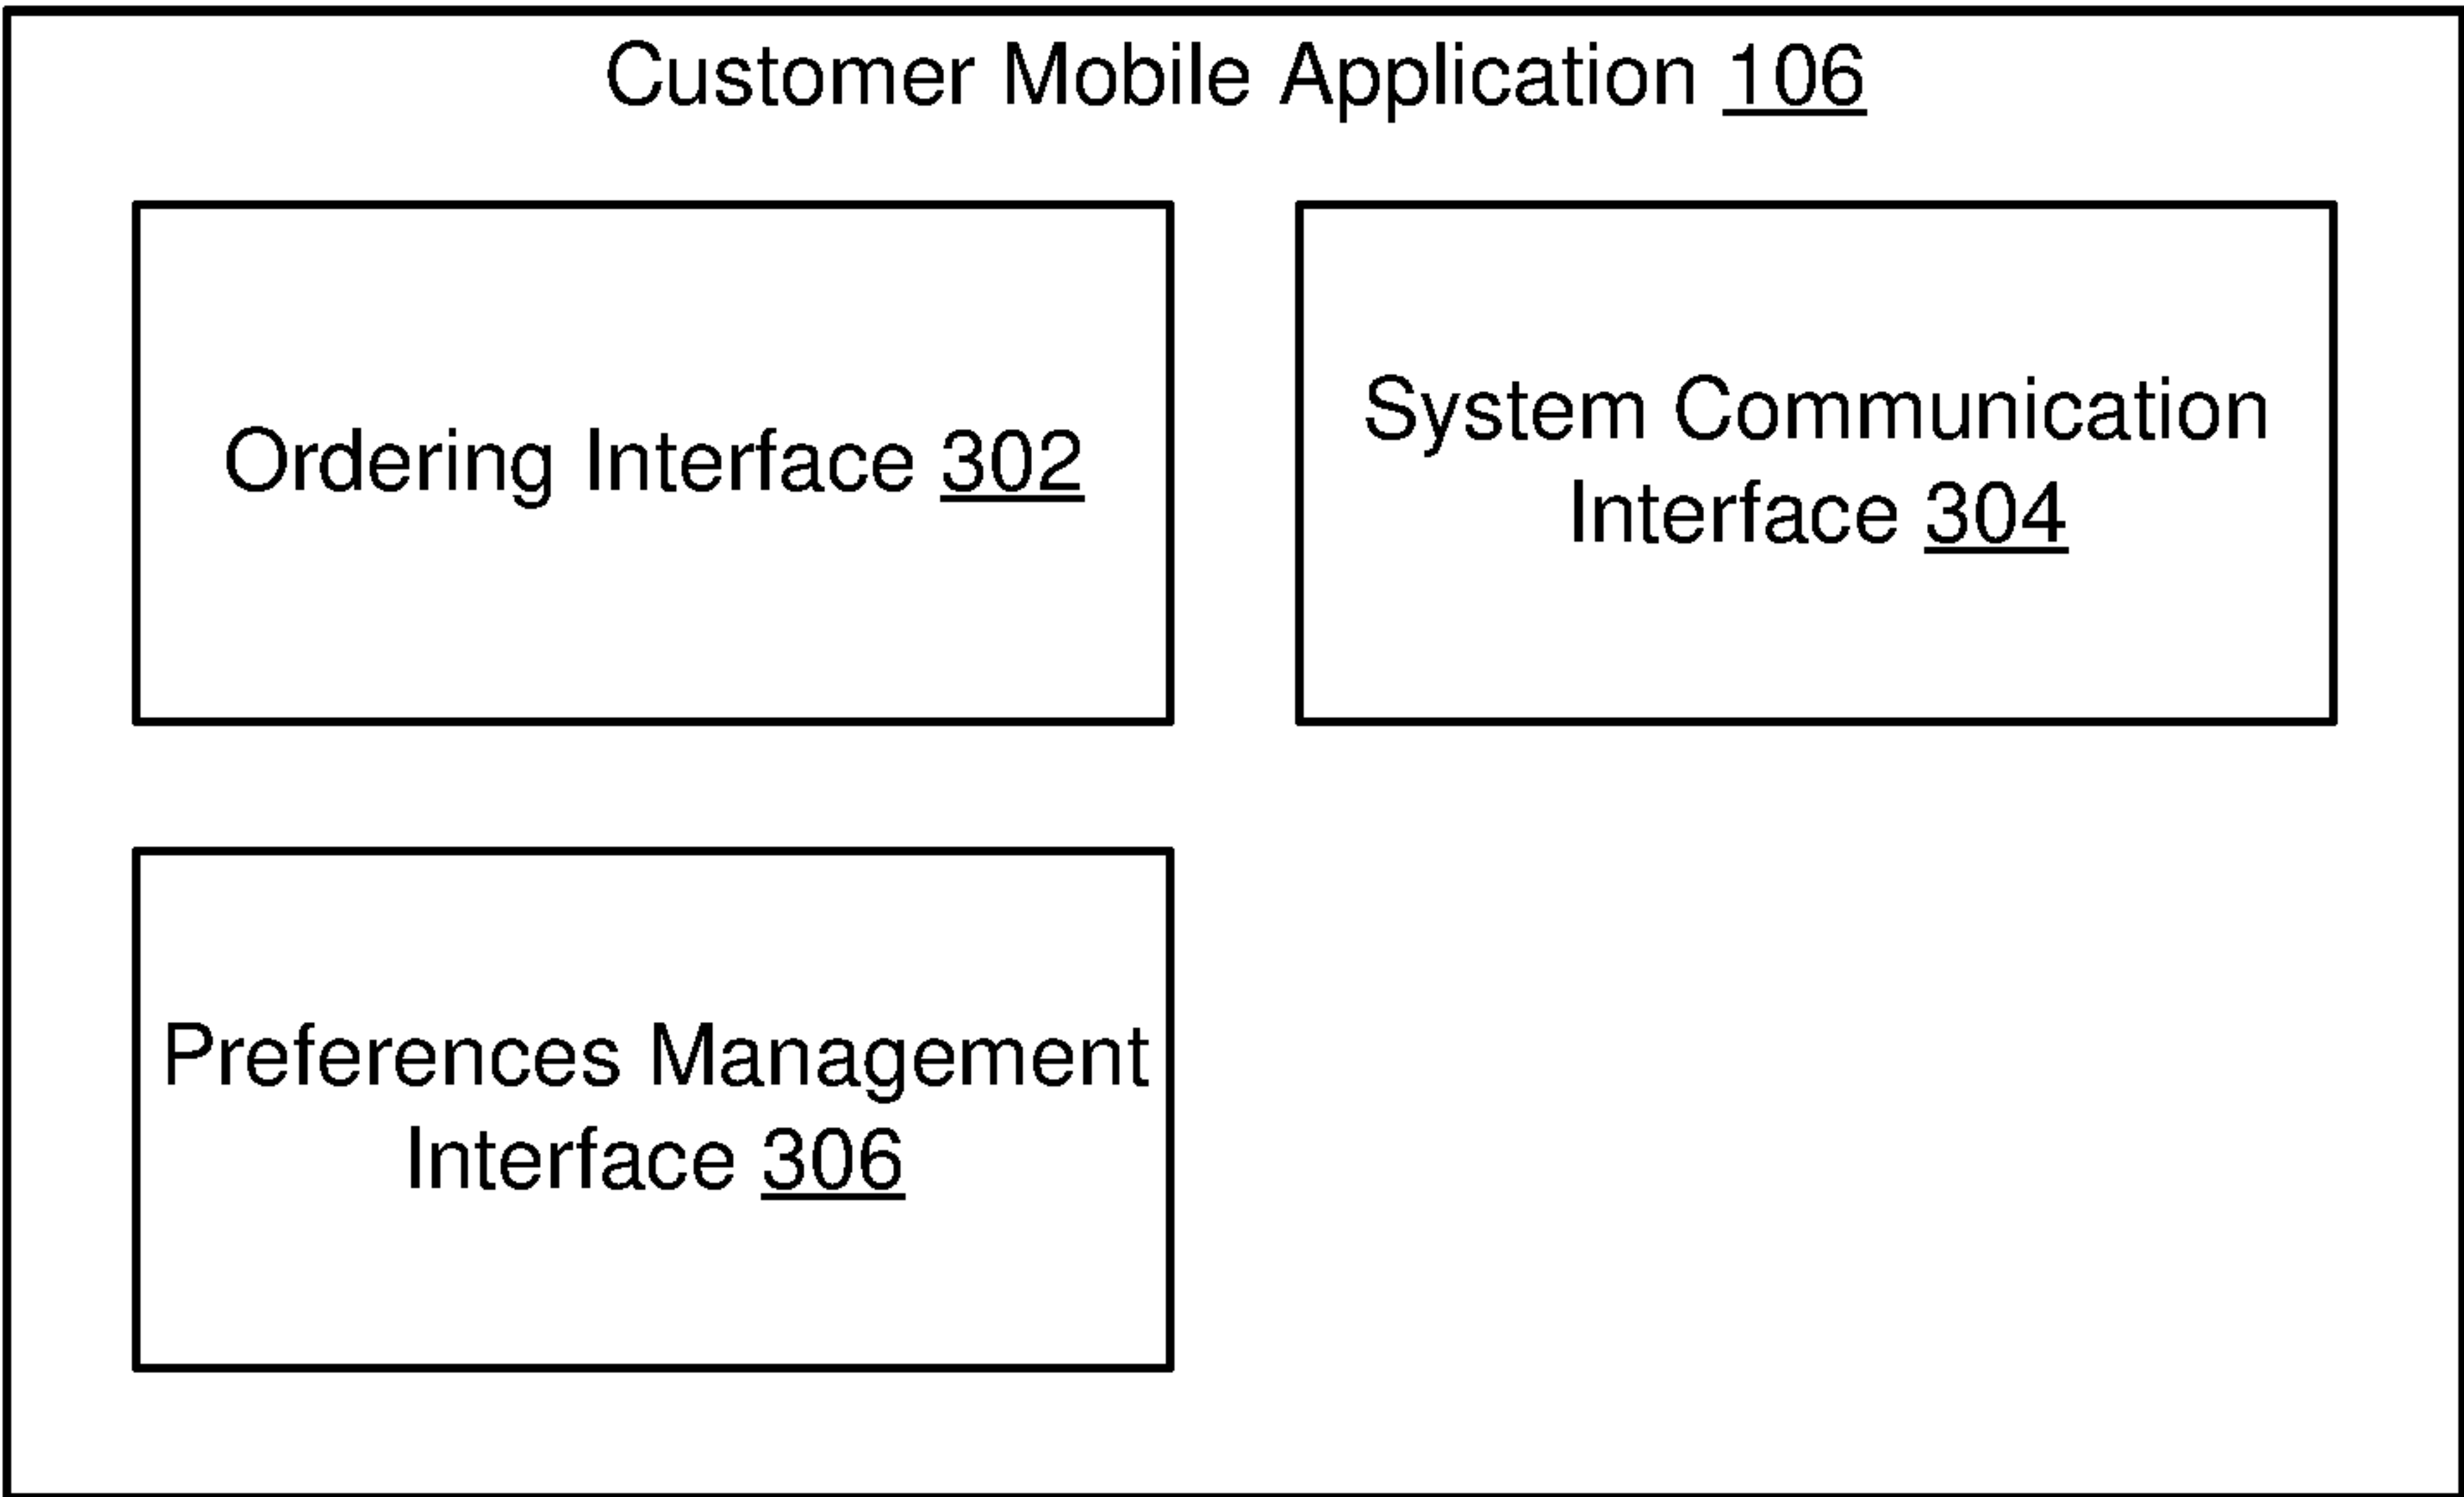 Customer Mobile Application 106
Ordering Interface 302
System Communication
Interface 304
Preferences Management
Interface 306